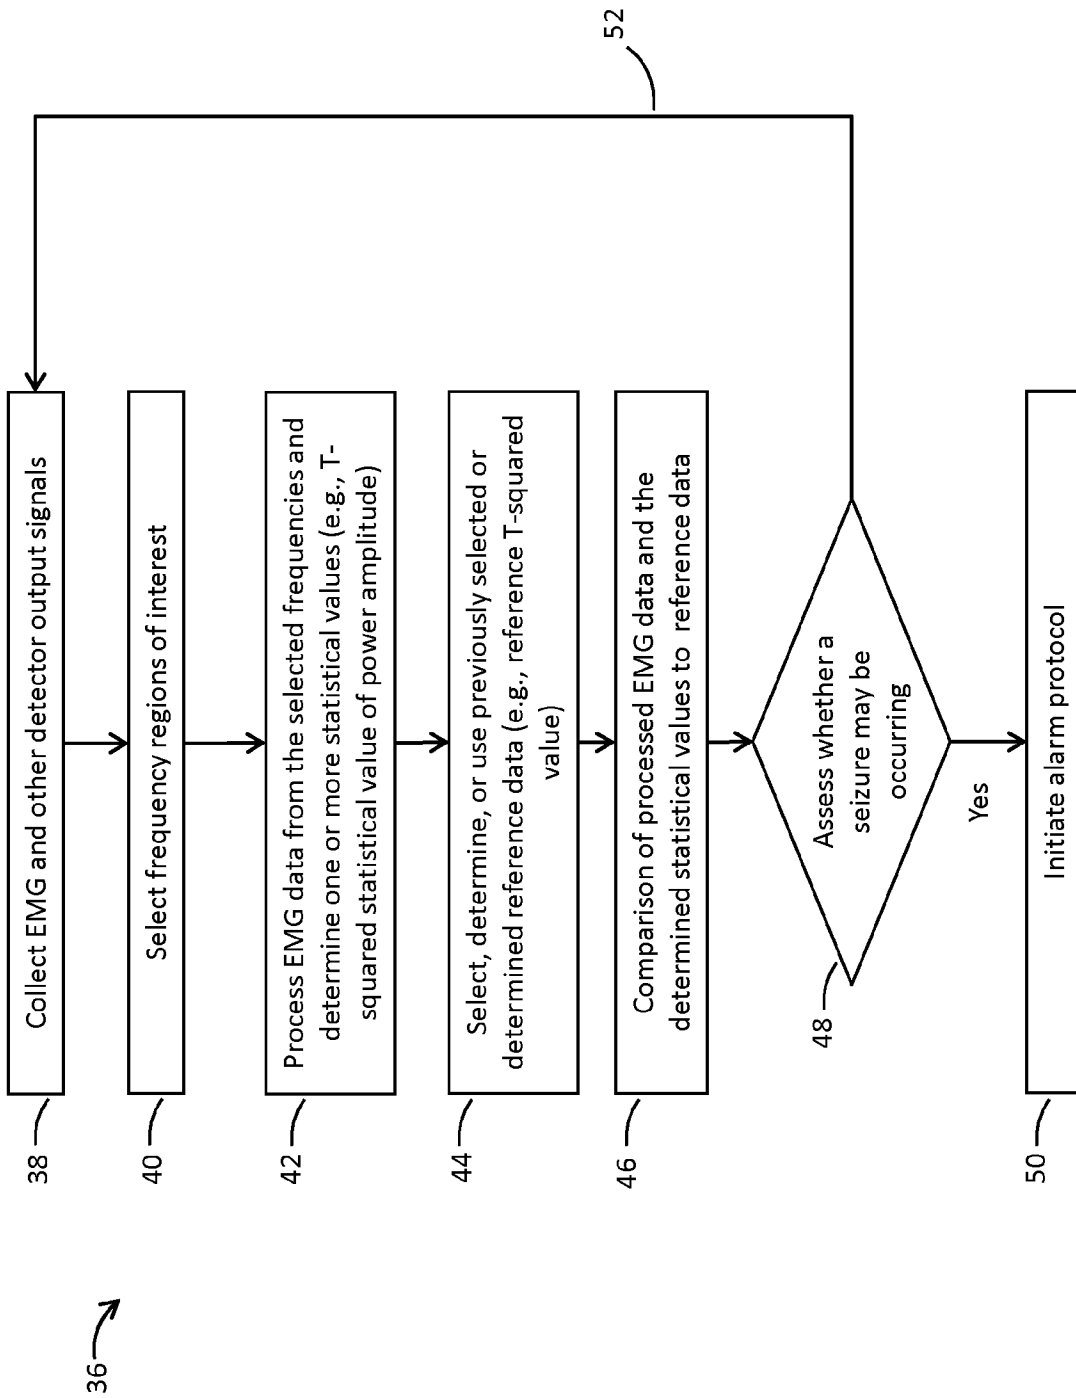 36
38
Collect EMG and other detector output signals
40
Select frequency regions of interest
42
Process EMG data from the selected frequencies and
determine one or more statistical values (e.g., T-
squared statistical value of power amplitude)
44
Select, determine, or use previously selected or
determined reference data (e.g., reference T-squared
value)
46
Comparison of processed EMG data and the
determined statistical values to reference data
48
Assess whether a
seizure may be
occurring
52
Yes
50
Initiate alarm protocol